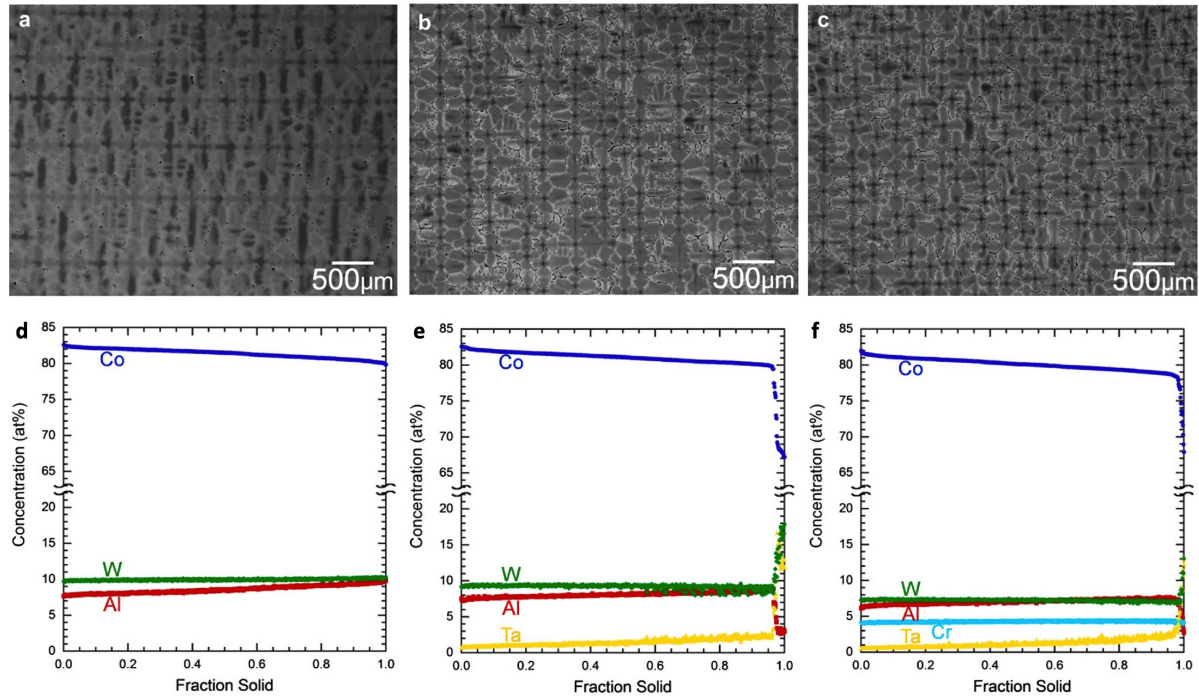 a
b
c
500µm
500µm
500µm
d
e
f
85
80
75
70
65
20
15
10
5
0
Concentration (at%)
Co
W
Al
0.0 0.2 0.4 0.6 0.8 1.0
Fraction Solid
85
80
75
70
65
20
15
10
5
0
Concentration (at%)
Co
W
Al
Ta
0.0 0.2 0.4 0.6 0.8 1.0
Fraction Solid
85
80
75
70
65
20
15
10
5
0
Concentration (at%)
Co
W
Al
Cr
Ta
0.0 0.2 0.4 0.6 0.8 1.0
Fraction Solid